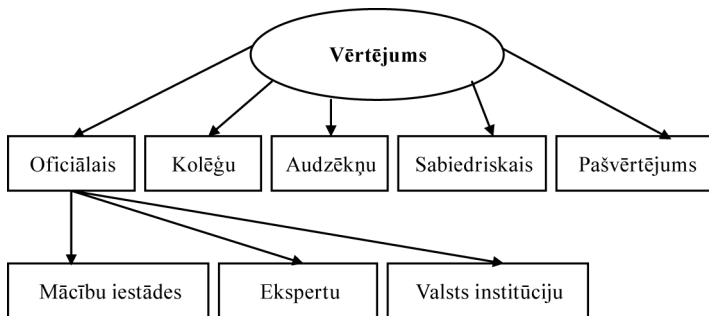 Vērtējums
Oficiālais
Kolēģu
Audzēkņu
Sabiedriskais
Pašvērtējums
Mācību iestādes
Ekspertu
Valsts institūciju